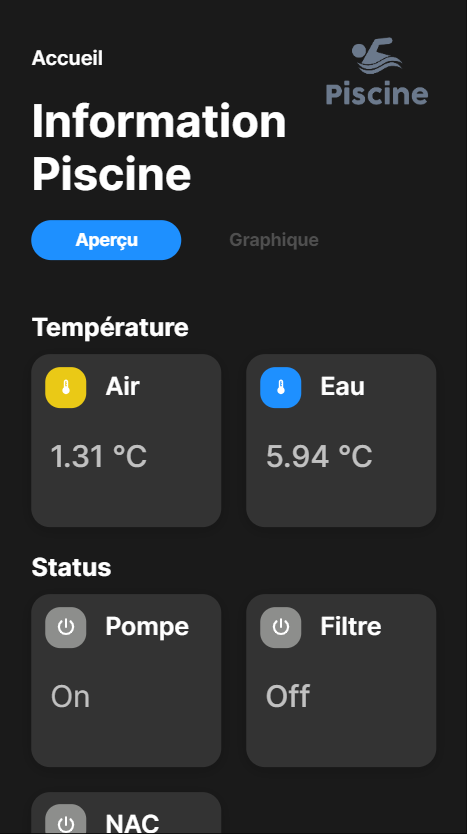 Accueil
Piscine
Information
Piscine
Aperçu
Graphique
Température
Air
Eau
1.31 °C
5.94 °C
Status
Pompe
Filtre
On
Off
NAC